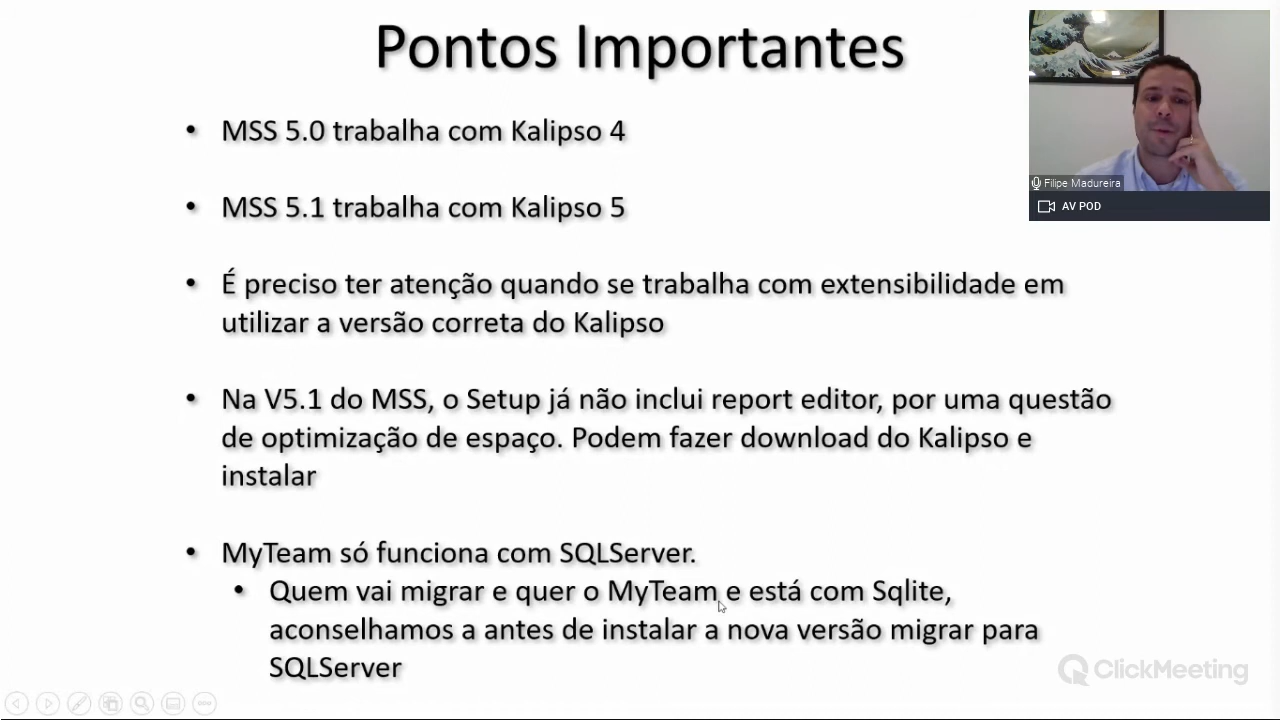 Pontos Importantes
• MSS 5.0 trabalha com Kalipso 4
• MSS 5.1 trabalha com Kalipso 5
• É preciso ter atenção quando se trabalha com extensibilidade em
utilizar a versão correta do Kalipso
• Na V5.1 do MSS, o Setup já não inclui report editor, por uma questão
de optimização de espaço. Podem fazer download do Kalipso e
instalar
• MyTeam só funciona com SQLServer.
• Quem vai migrar e quer o MyTeam e está com Sqlite,
aconselhamos a antes de instalar a nova versão migrar para
SQLServer
Filipe Madureira
AV POD
ClickMeeting